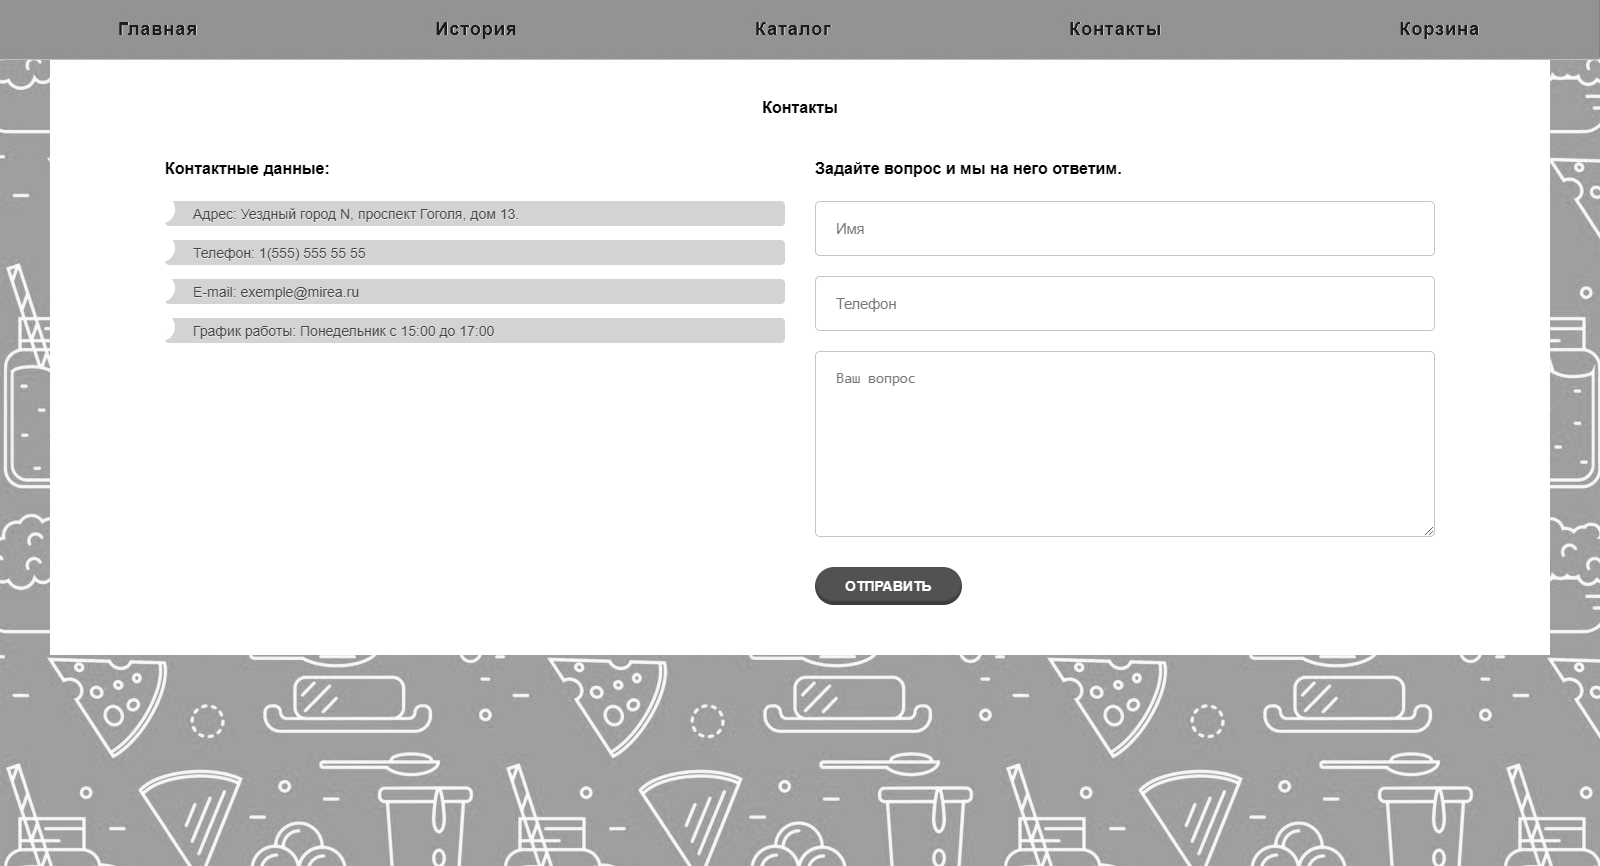 Главная История Каталог Контакты Корзина
Контакты
Контактные данные:
Адрес: Уездный город N, проспект Гоголя, дом 13.
Телефон: 1(555) 555 55 55
E-mail: exemple@mirea.ru
График работы: Понедельник с 15:00 до 17:00
Задайте вопрос и мы на него ответим.
Имя
Телефон
Ваш вопрос
ОТПРАВИТЬ